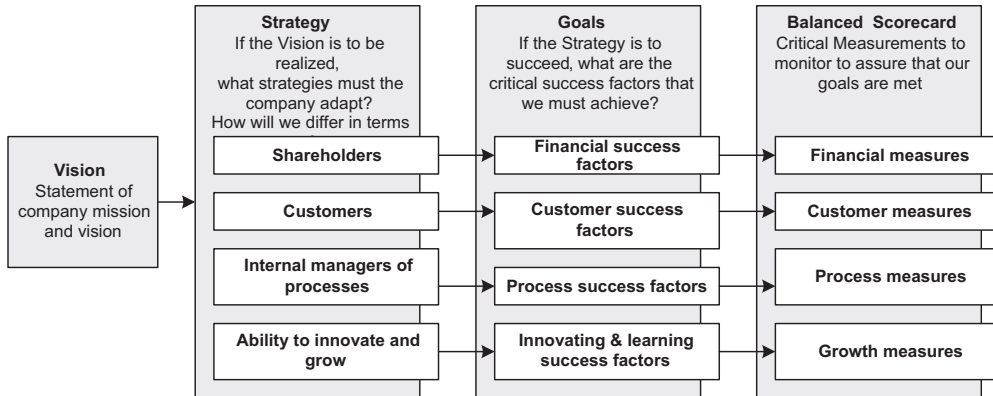 Vision
Statement of
company mission
and vision
Strategy
If the Vision is to be
realized,
what strategies must the
company adapt?
How will we differ in terms
Shareholders
Customers
Internal managers of
processes
Ability to innovate and
grow
Goals
If the Strategy is to
succeed, what are the
critical success factors that
we must achieve?
Financial success
factors
Customer success
factors
Process success factors
Innovating & learning
success factors
Balanced Scorecard
Critical Measurements to
monitor to assure that our
goals are met
Financial measures
Customer measures
Process measures
Growth measures